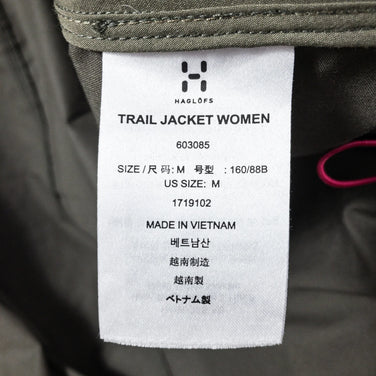 HAGLÖFS
TRAIL JACKET WOMEN
603085
SIZE / 尺 码: M 号型 : 160/88B
US SIZE: M
1719102
MADE IN VIETNAM
베트남산
越南制造
越南製
ベトナム製